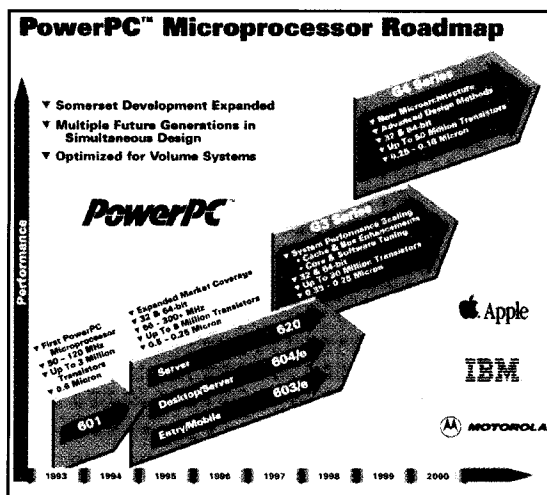 PowerPC™ Microprocessor Roadmap
▼ Somerset Development Expanded
▼ Multiple Future Generations in
Simultaneous Design
▼ Optimized for Volume Systems
PowerPC™
Performance
G4 Series
▼ New Microarchitecture
▼ Advanced Design Methods
▼ 32 & 64-bit
▼ Up To 50 Million Transistors
▼ 0.25 - 0.18 Micron
G3 Series
▼ System Performance Scaling
• Cache & Bus Enhancements
• Core & Software Tuning
▼ 32 & 64-bit
▼ Up To 30 Million Transistors
▼ 0.35 - 0.25 Micron
▼ Expanded Market Coverage
▼ 32 & 64-bit
▼ 66 - 300+ MHz
▼ Up To 8 Million Transistors
▼ 0.5 - 0.25 Micron
▼ First PowerPC
Microprocessor
▼ 50 - 120 MHz
▼ Up To 3 Million
Transistors
▼ 0.6 Micron
601
Server 620
Desktop/Server 604/e
Entry/Mobile 603/e
Apple
IBM
MOTOROLA
1993 1994 1995 1996 1997 1998 1999 2000